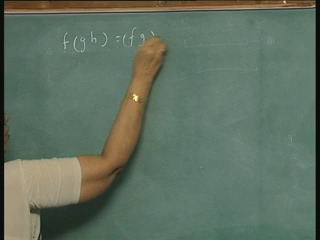 f(gh) = (fg)